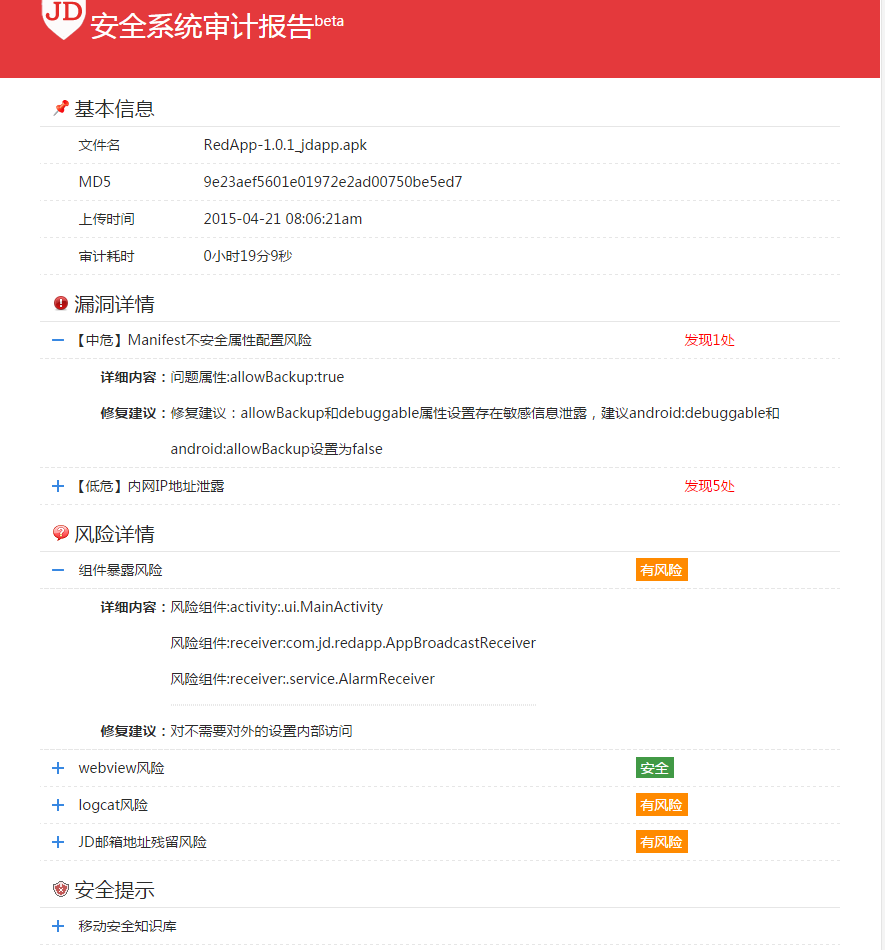 JD
安全系统审计报告beta
基本信息
文件名 RedApp-1.0.1_jdapp.apk
MD5 9e23aef5601e01972e2ad00750be5ed7
上传时间 2015-04-21 08:06:21am
审计耗时 0小时19分9秒
漏洞详情
【中危】Manifest不安全属性配置风险 发现1处
详细内容：问题属性:allowBackup:true
修复建议：修复建议：allowBackup和debuggable属性设置存在敏感信息泄露，建议android:debuggable和
android:allowBackup设置为false
【低危】内网IP地址泄露 发现5处
风险详情
组件暴露风险 有风险
详细内容：风险组件:activity:.ui.MainActivity
风险组件:receiver:com.jd.redapp.AppBroadcastReceiver
风险组件:receiver:.service.AlarmReceiver
修复建议：对不需要对外的设置内部访问
webview风险 安全
logcat风险 有风险
JD邮箱地址残留风险 有风险
安全提示
移动安全知识库